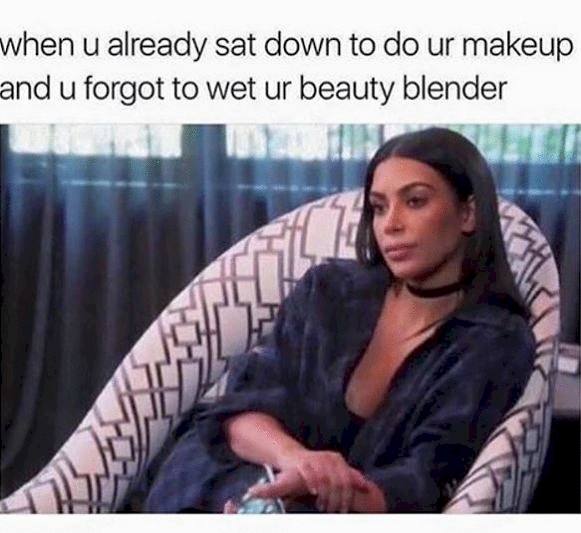 when u already sat down to do ur makeup
and u forgot to wet ur beauty blender